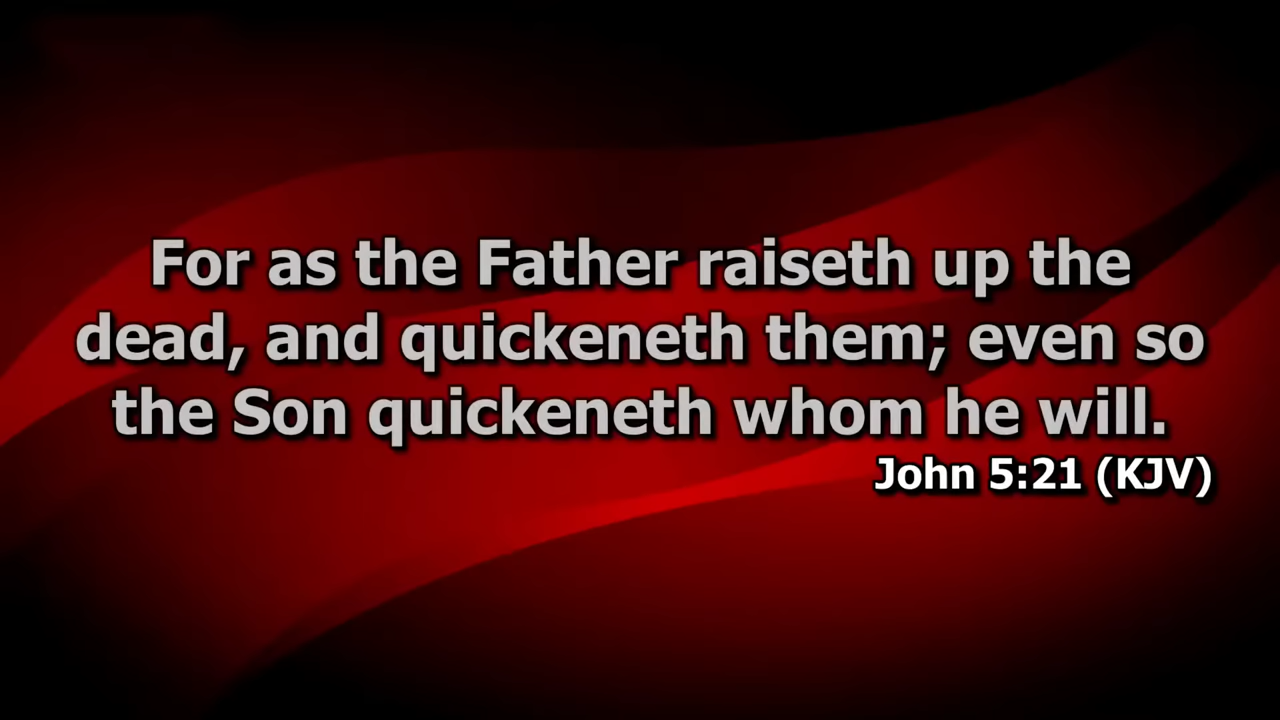 For as the Father raiseth up the
dead, and quickeneth them; even so
the Son quickeneth whom he will.
John 5:21 (KJV)